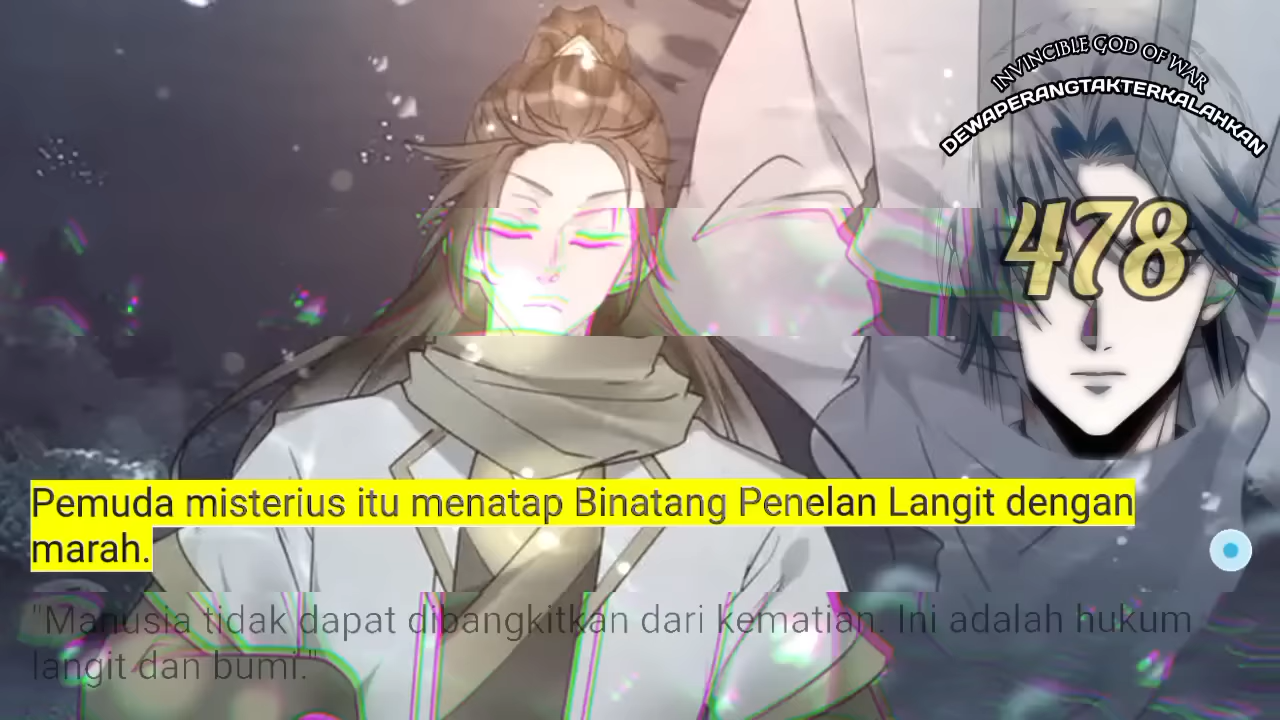 INVINCIBLE GOD OF WAR
DEWAPERANGTAKTERKALAHKAN
478
Pemuda misterius itu menatap Binatang Penelan Langit dengan
marah.
"Manusia tidak dapat dibangkitkan dari kematian. Ini adalah hukum
langit dan bumi."